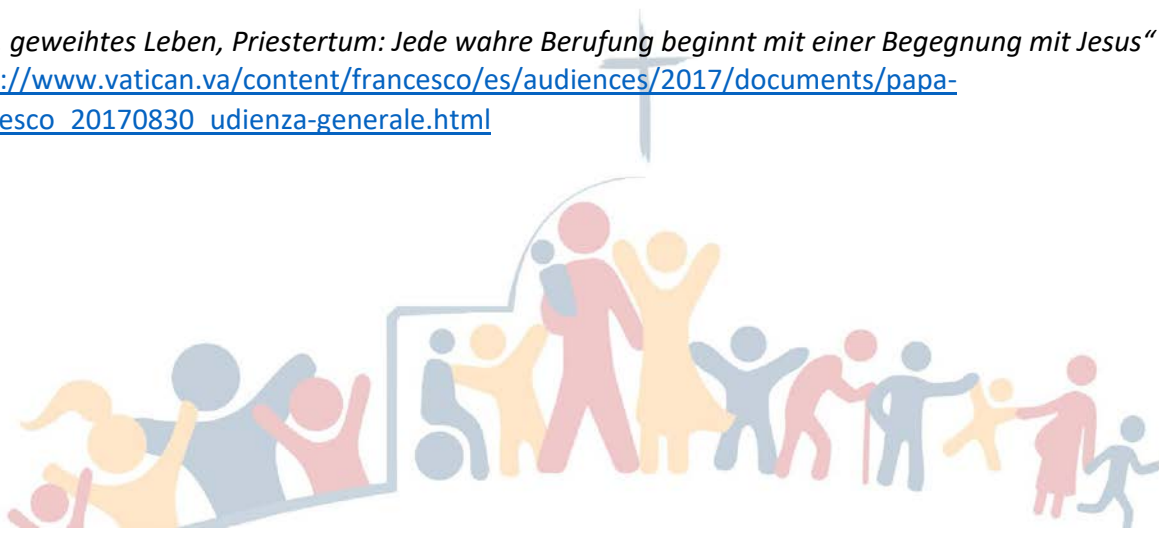 geweihtes Leben, Priestertum: Jede wahre Berufung beginnt mit einer Begegnung mit Jesus“
://www.vatican.va/content/francesco/es/audiences/2017/documents/papa-
esco_20170830_udienza-generale.html